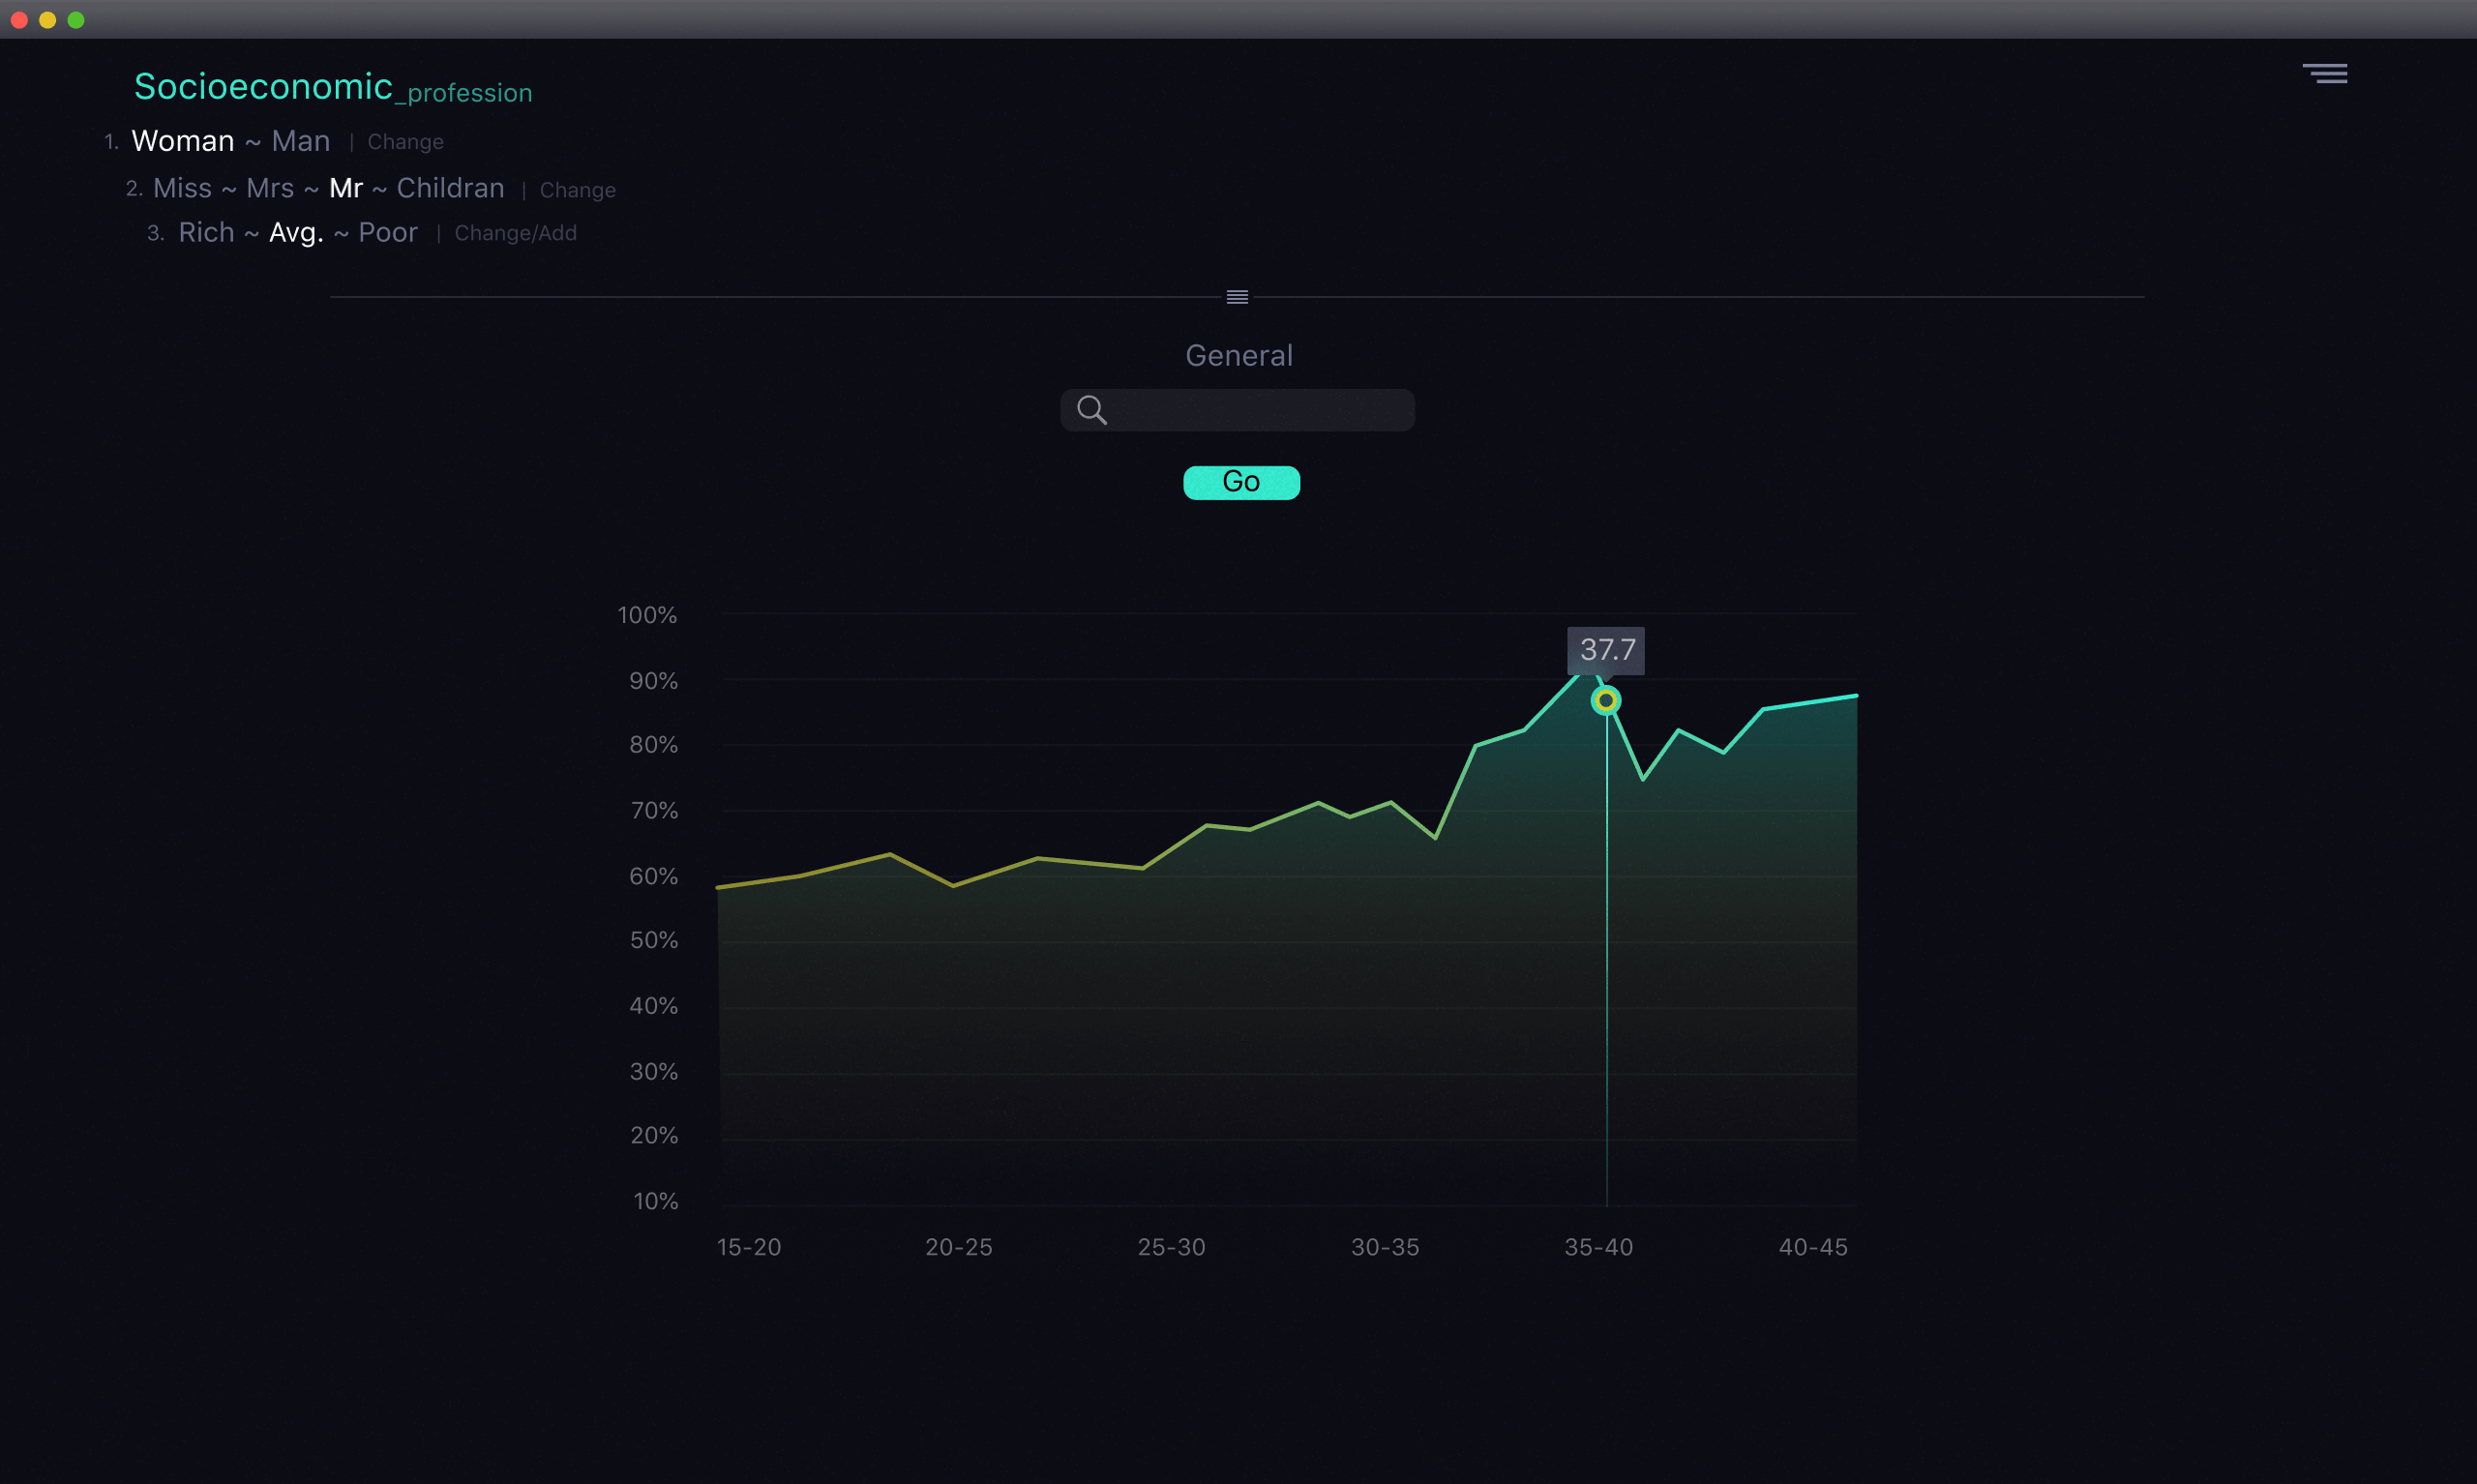 Socioeconomic_profession
1. Woman ~ Man | Change
2. Miss ~ Mrs ~ Mr ~ Childran | Change
3. Rich ~ Avg. ~ Poor | Change/Add
General
Go
37.7
100%
90%
80%
70%
60%
50%
40%
30%
20%
10%
15-20 20-25 25-30 30-35 35-40 40-45